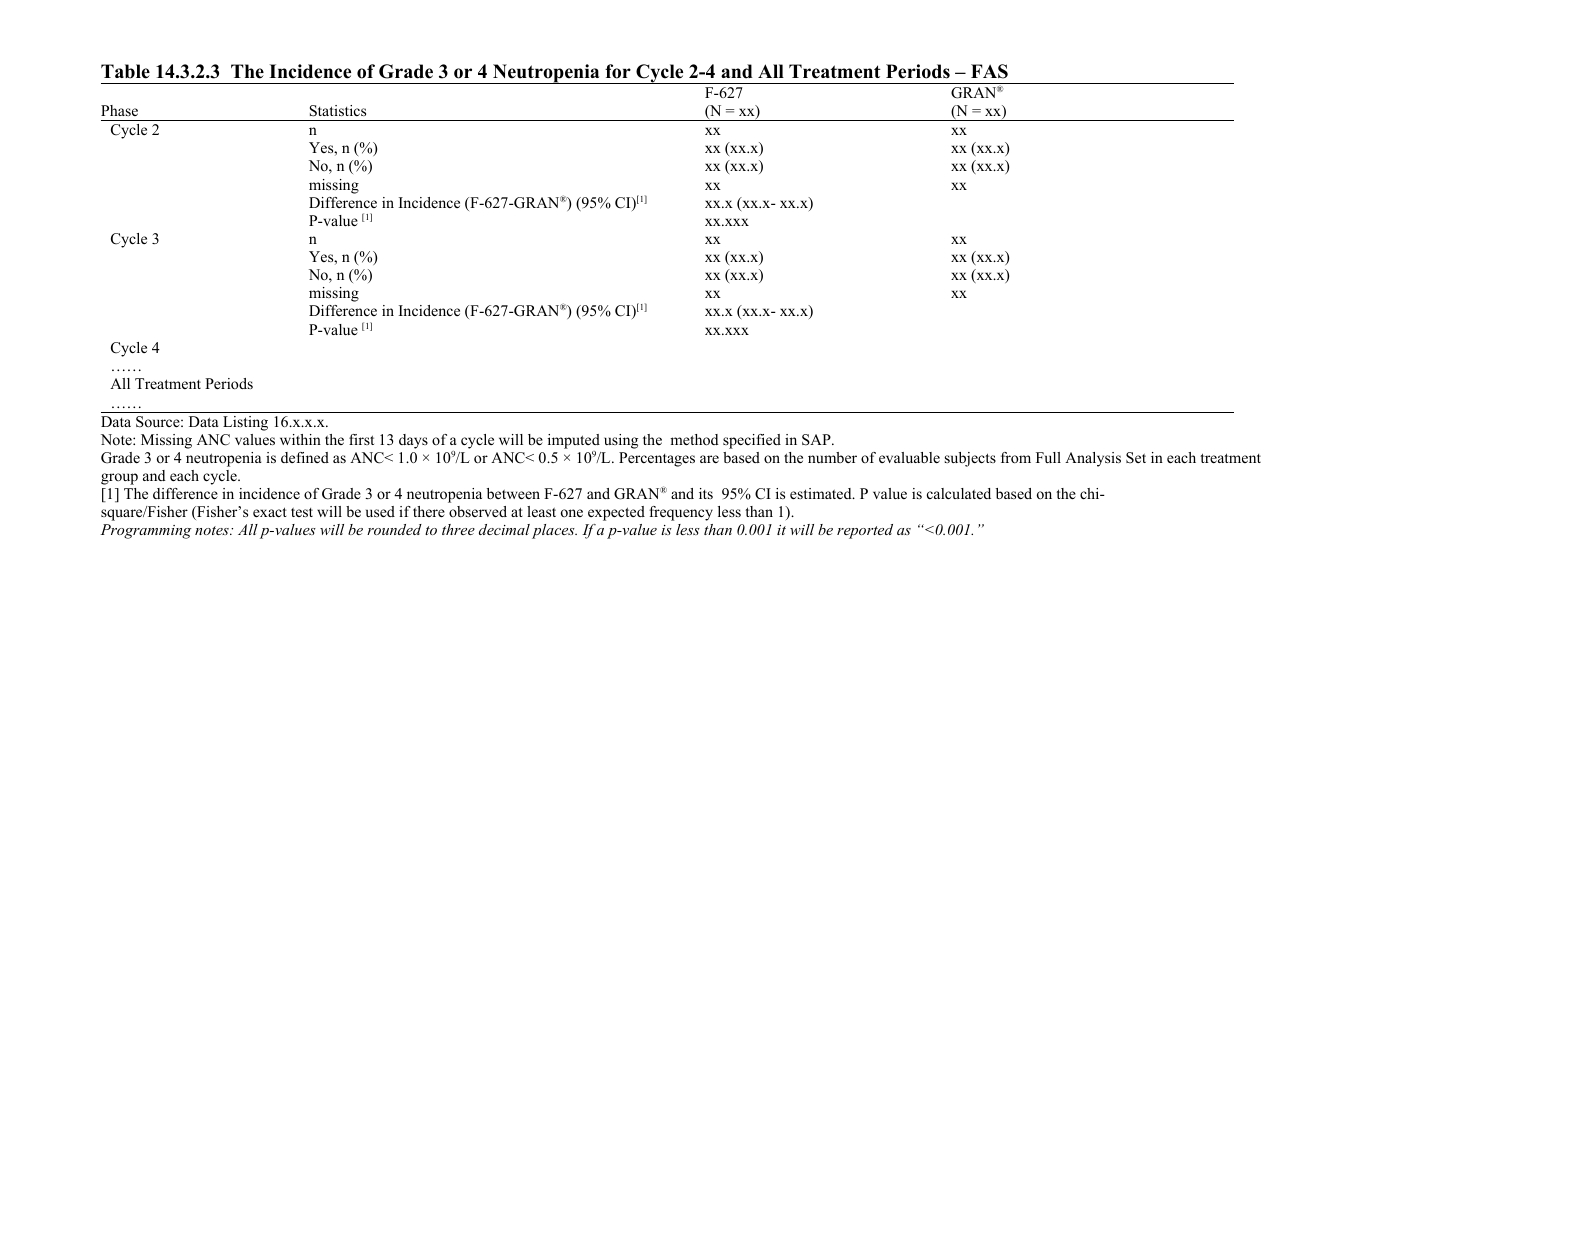 Table 14.3.2.3  The Incidence of Grade 3 or 4 Neutropenia for Cycle 2-4 and All Treatment Periods – FAS
F-627 GRAN®
Phase Statistics (N = xx) (N = xx)
Cycle 2 n xx xx
Yes, n (%) xx (xx.x) xx (xx.x)
No, n (%) xx (xx.x) xx (xx.x)
missing xx xx
Difference in Incidence (F-627-GRAN®) (95% CI)[1] xx.x (xx.x- xx.x)
P-value [1] xx.xxx
Cycle 3 n xx xx
Yes, n (%) xx (xx.x) xx (xx.x)
No, n (%) xx (xx.x) xx (xx.x)
missing xx xx
Difference in Incidence (F-627-GRAN®) (95% CI)[1] xx.x (xx.x- xx.x)
P-value [1] xx.xxx
Cycle 4
……
All Treatment Periods
……
Data Source: Data Listing 16.x.x.x.
Note: Missing ANC values within the first 13 days of a cycle will be imputed using the  method specified in SAP.
Grade 3 or 4 neutropenia is defined as ANC< 1.0 × 10⁹/L or ANC< 0.5 × 10⁹/L. Percentages are based on the number of evaluable subjects from Full Analysis Set in each treatment
group and each cycle.
[1] The difference in incidence of Grade 3 or 4 neutropenia between F-627 and GRAN® and its  95% CI is estimated. P value is calculated based on the chi-
square/Fisher (Fisher’s exact test will be used if there observed at least one expected frequency less than 1).
Programming notes: All p-values will be rounded to three decimal places. If a p-value is less than 0.001 it will be reported as “<0.001.”